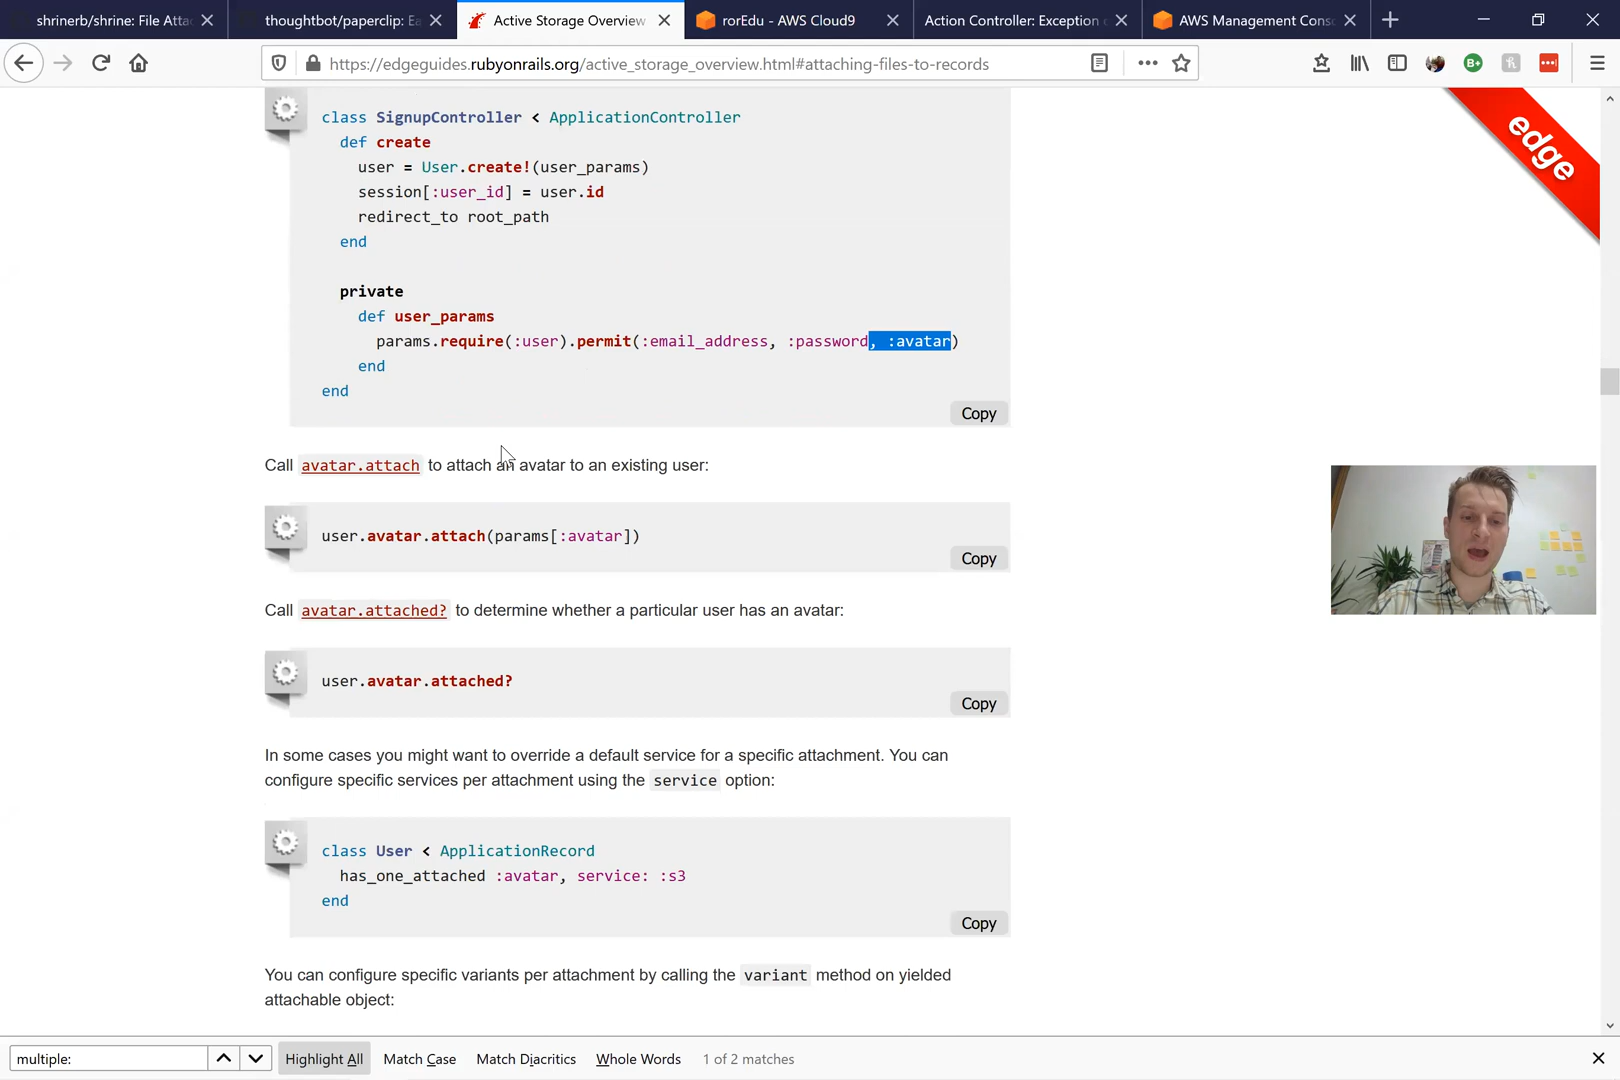 shrinerb/shrine: File Attac
thoughtbot/paperclip: Ea
Active Storage Overview
rorEdu - AWS Cloud9
Action Controller: Exception
AWS Management Cons
https://edgeguides.rubyonrails.org/active_storage_overview.html#attaching-files-to-records
B+
edge
class SignupController < ApplicationController
def create
user = User.create!(user_params)
session[:user_id] = user.id
redirect_to root_path
end
private
def user_params
params.require(:user).permit(:email_address, :password, :avatar)
end
end
Copy
Call avatar.attach to attach an avatar to an existing user:
user.avatar.attach(params[:avatar])
Copy
Call avatar.attached? to determine whether a particular user has an avatar:
user.avatar.attached?
Copy
In some cases you might want to override a default service for a specific attachment. You can
configure specific services per attachment using the service option:
class User < ApplicationRecord
has_one_attached :avatar, service: :s3
end
Copy
You can configure specific variants per attachment by calling the variant method on yielded
attachable object:
multiple:
Highlight All
Match Case
Match Diacritics
Whole Words
1 of 2 matches